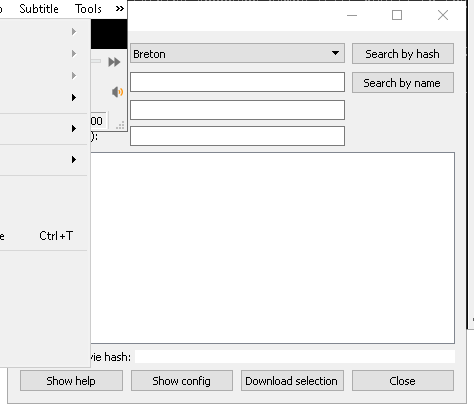 Subtitle Tools »
Breton
Search by hash
Search by name
00
):
e Ctrl+T
vie hash:
Show help Show config Download selection Close